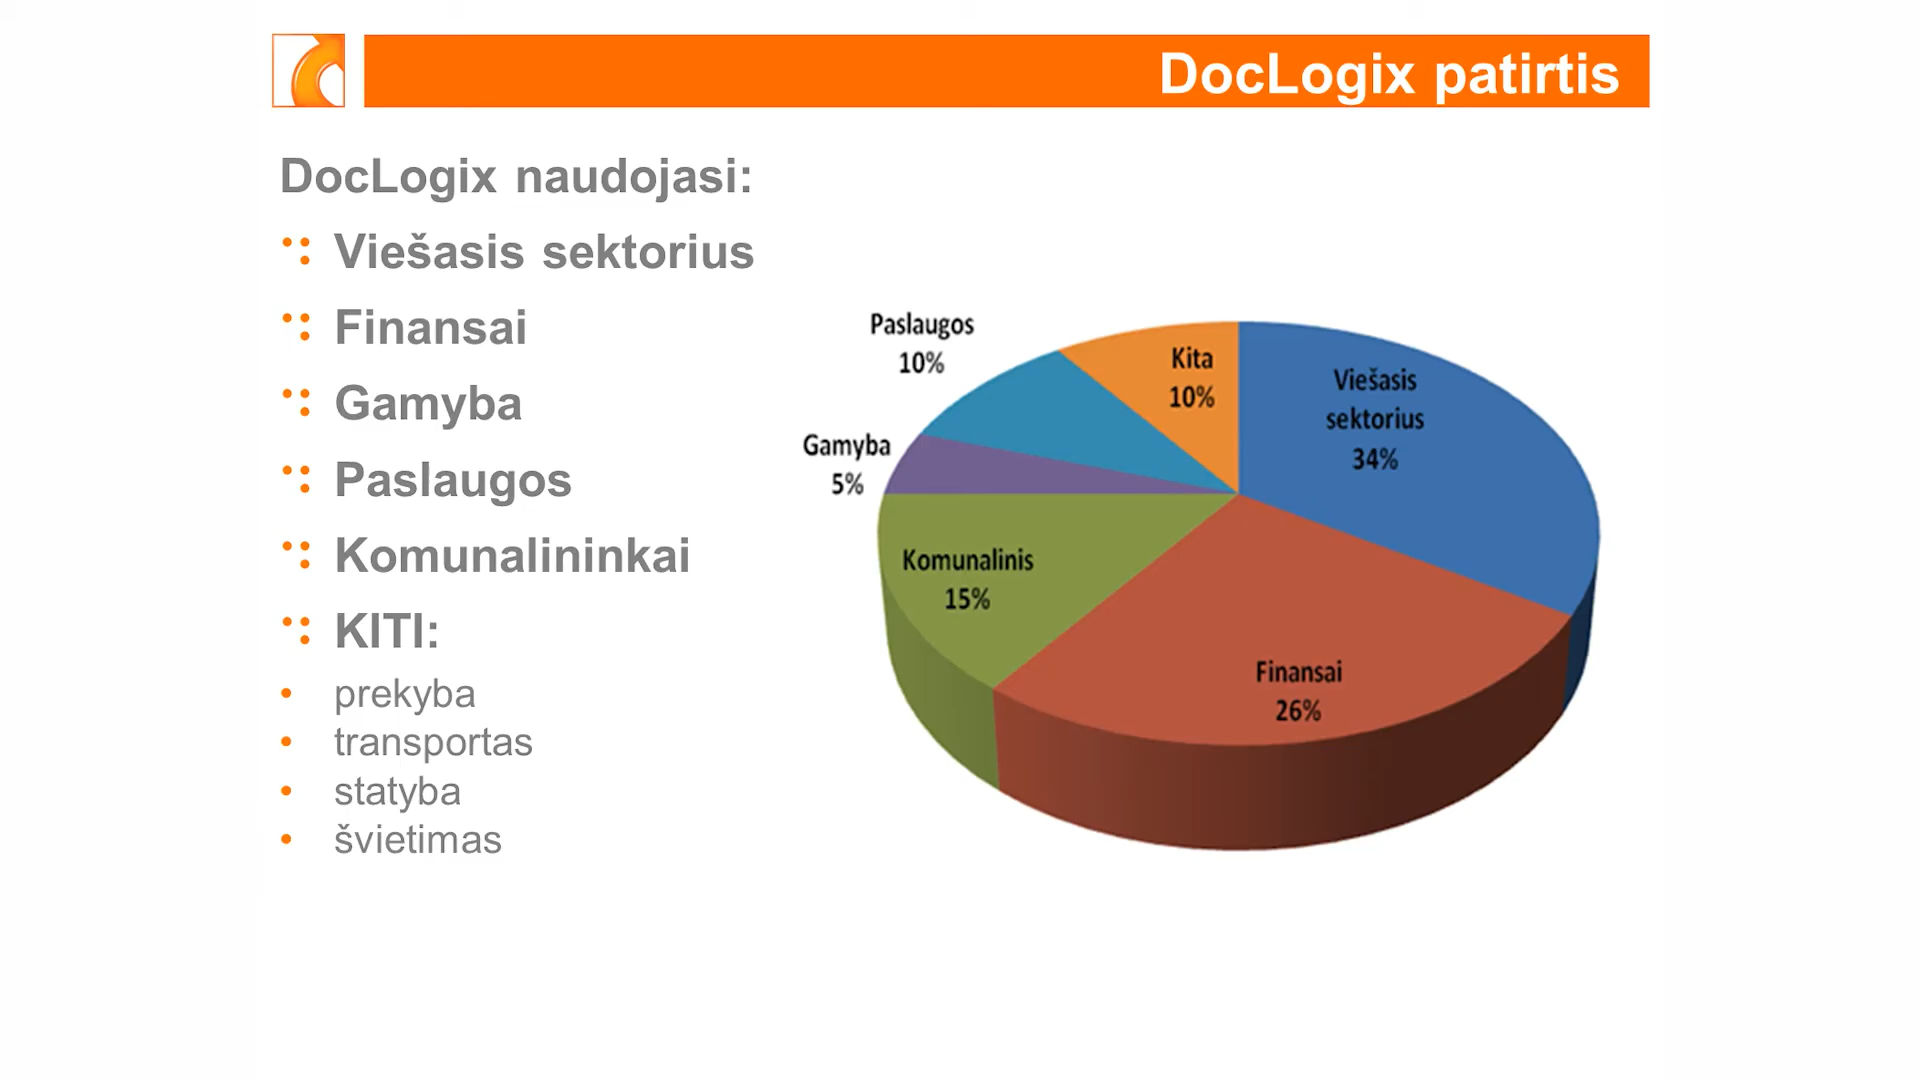 DocLogix patirtis
DocLogix naudojasi:
Viešasis sektorius
Finansai
Gamyba
Paslaugos
Komunalininkai
KITI:
• prekyba
• transportas
• statyba
• švietimas
Paslaugos
10%
Kita
10%
Viešasis
sektorius
34%
Gamyba
5%
Komunalinis
15%
Finansai
26%